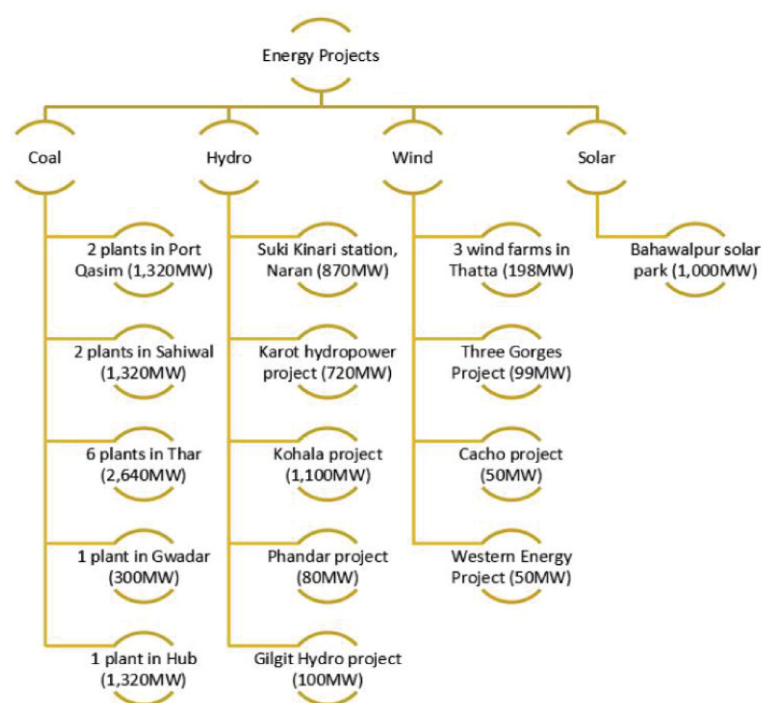 Energy Projects
Coal
Hydro
Wind
Solar
2 plants in Port
Qasim (1,320MW)
2 plants in Sahiwal
(1,320MW)
6 plants in Thar
(2,640MW)
1 plant in Gwadar
(300MW)
1 plant in Hub
(1,320MW)
Suki Kinari station,
Naran (870MW)
Karot hydropower
project (720MW)
Kohala project
(1,100MW)
Phandar project
(80MW)
Gilgit Hydro project
(100MW)
3 wind farms in
Thatta (198MW)
Three Gorges
Project (99MW)
Cacho project
(50MW)
Western Energy
Project (50MW)
Bahawalpur solar
park (1,000MW)